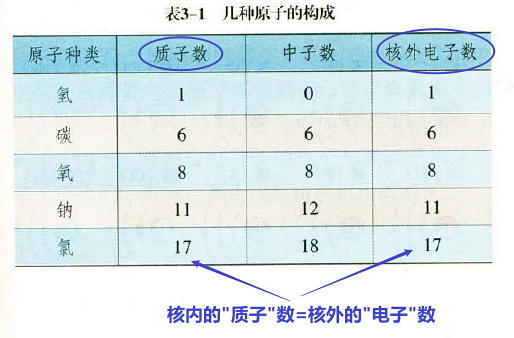 表3-1 几种原子的构成
原子种类 质子数 中子数 核外电子数
氢 1 0 1
碳 6 6 6
氧 8 8 8
钠 11 12 11
氯 17 18 17
核内的"质子"数=核外的"电子"数